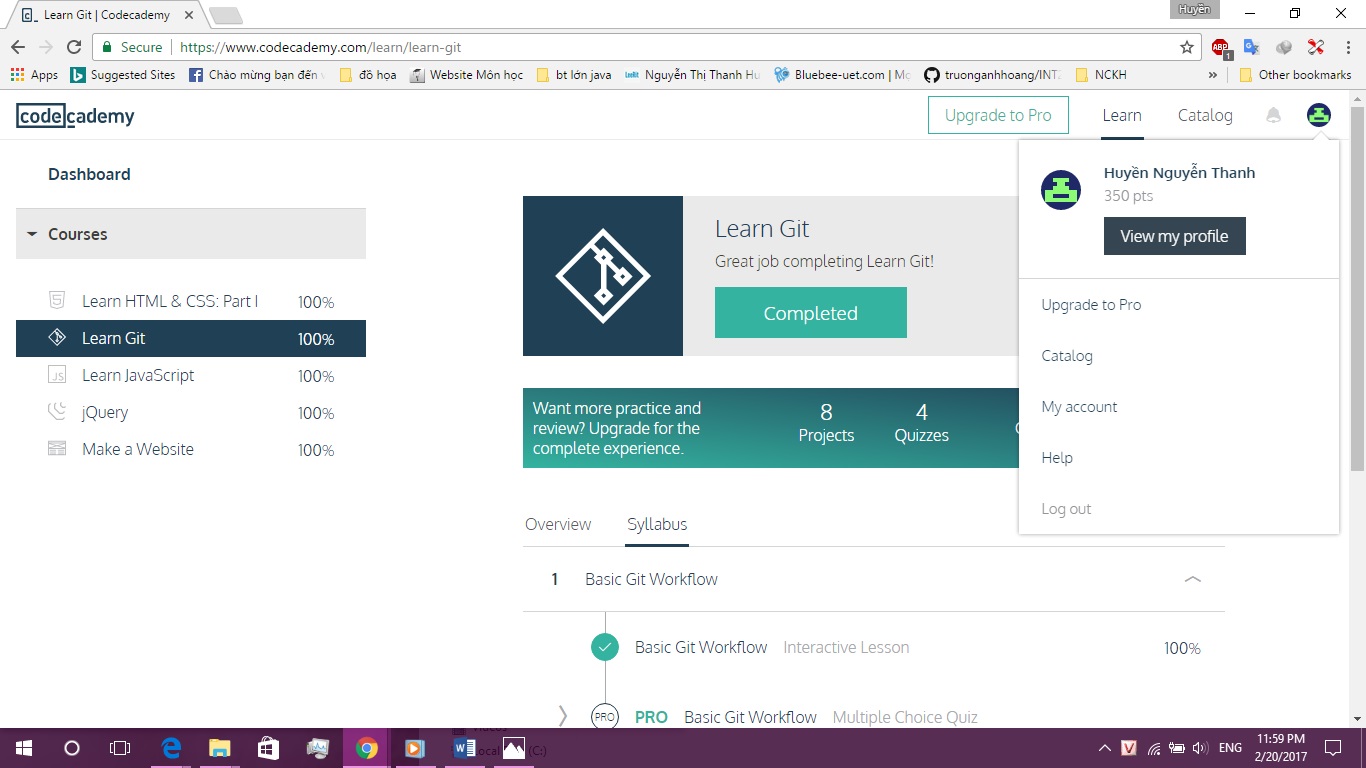 Learn Git | Codecademy
Huyền
Secure https://www.codecademy.com/learn/learn-git
ABP 1
Apps Suggested Sites Chào mừng bạn đến đồ họa Website Môn học bt lớn java Nguyễn Thị Thanh Bluebee-uet.com | truonganhhoang/INT NCKH » Other bookmarks
codecademy
Upgrade to Pro Learn Catalog
Dashboard
Courses
Learn HTML & CSS: Part I 100%
Learn Git 100%
JS Learn JavaScript 100%
jQuery 100%
Make a Website 100%
Learn Git
Great job completing Learn Git!
Completed
Want more practice and
review? Upgrade for the
complete experience.
8
Projects
4
Quizzes
Huyền Nguyễn Thanh
350 pts
View my profile
Upgrade to Pro
Catalog
My account
Help
Log out
Overview Syllabus
1 Basic Git Workflow
Basic Git Workflow Interactive Lesson 100%
PRO PRO Basic Git Workflow Multiple Choice Quiz
ENG
11:59 PM
2/20/2017